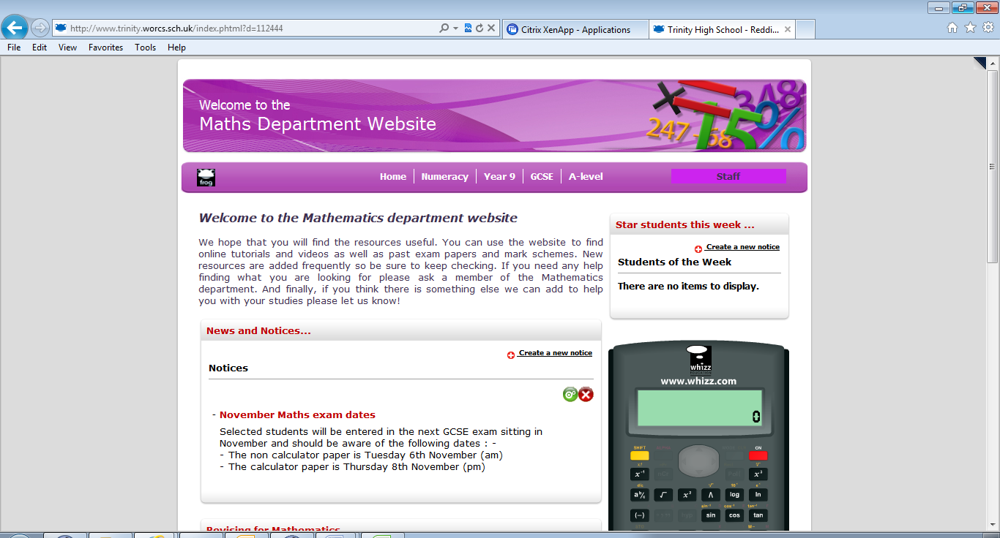 http://www.trinity.worcs.sch.uk/index.phtml?d=112444
Citrix XenApp - Applications
Trinity High School - Reddi...
File Edit View Favorites Tools Help
Welcome to the
Maths Department Website
247
frog
Home Numeracy Year 9 GCSE A-level Staff
Welcome to the Mathematics department website
We hope that you will find the resources useful. You can use the website to find
online tutorials and videos as well as past exam papers and mark schemes. New
resources are added frequently so be sure to keep checking. If you need any help
finding what you are looking for please ask a member of the Mathematics
department. And finally, if you think there is something else we can add to help
you with your studies please let us know!
Star students this week ...
Create a new notice
Students of the Week
There are no items to display.
News and Notices...
Create a new notice
Notices
- November Maths exam dates
Selected students will be entered in the next GCSE exam sitting in
November and should be aware of the following dates : -
- The non calculator paper is Tuesday 6th November (am)
- The calculator paper is Thursday 8th November (pm)
Revising for Mathematics
whizz
www.whizz.com
0
SHIFT ON
x⁻¹ x³
d/c
a b/c √ x² ∧ log ln
sin⁻¹ cos⁻¹ tan⁻¹
(−) sin cos tan